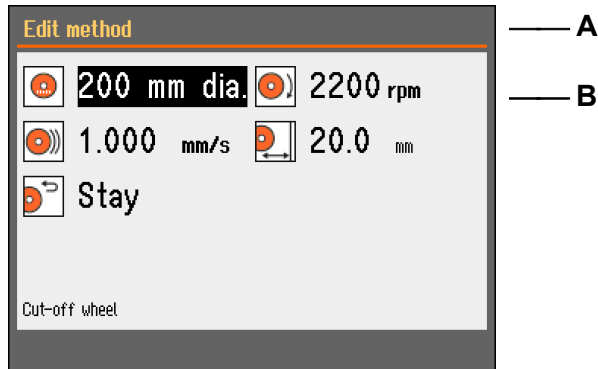 Edit method
A
200 mm dia. 2200 rpm
B
1.000 mm/s 20.0 mm
Stay
Cut-off wheel